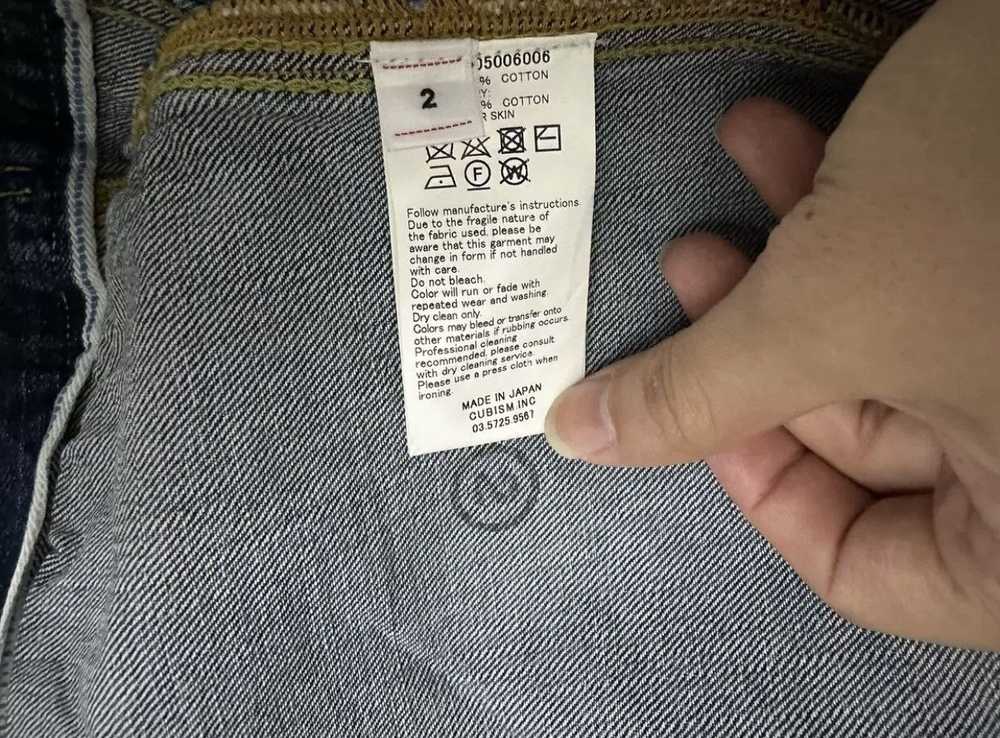 2
05006006
% COTTON
Y:
% COTTON
R SKIN
F
W
Follow manufacture's instructions.
Due to the fragile nature of
the fabric used, please be
aware that this garment may
change in form if not handled
with care.
Do not bleach.
Color will run or fade with
repeated wear and washing.
Dry clean only.
Colors may bleed or transfer onto
other materials if rubbing occurs.
Professional cleaning
recommended, please consult
with dry cleaning service.
Please use a press cloth when
ironing.
MADE IN JAPAN
CUBISM.INC
03.5725.9567